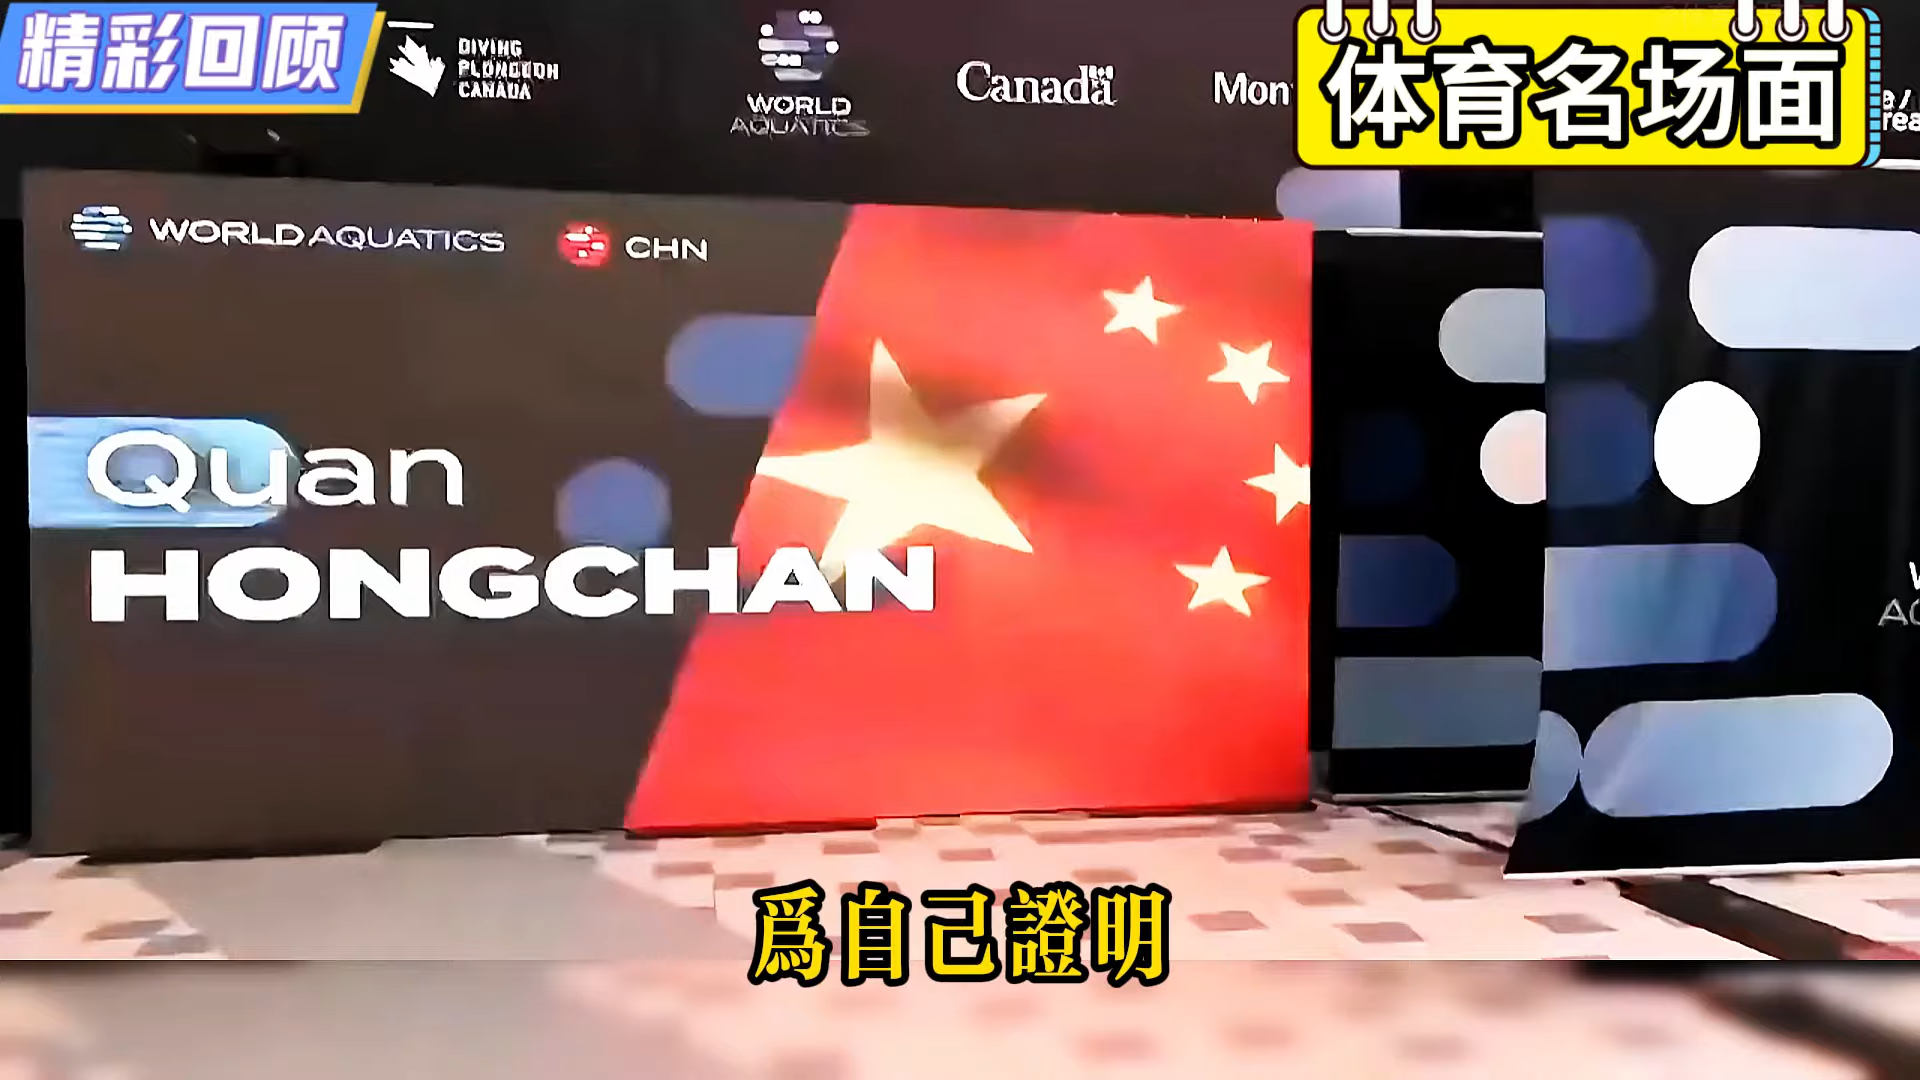 精彩回顾
DIVING
PLONGEON
CANADA
WORLD
AQUATICS
Canada
体育名场面
WORLD AQUATICS
CHN
Quan
HONGCHAN
爲自己證明